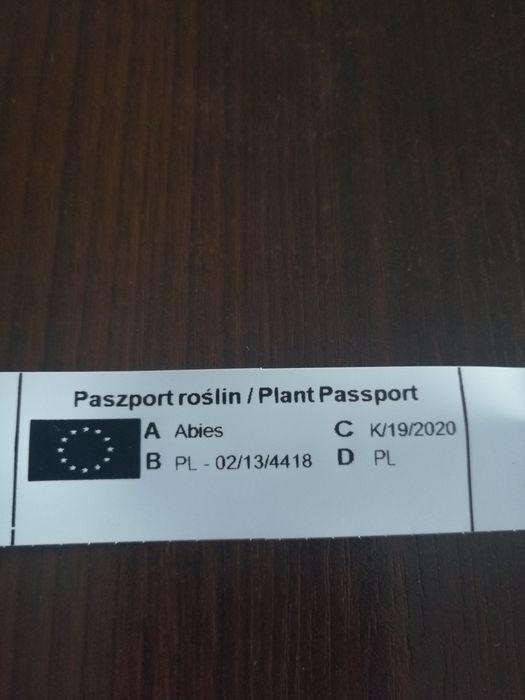 Paszport roślin / Plant Passport
A Abies C K/19/2020
B PL - 02/13/4418 D PL